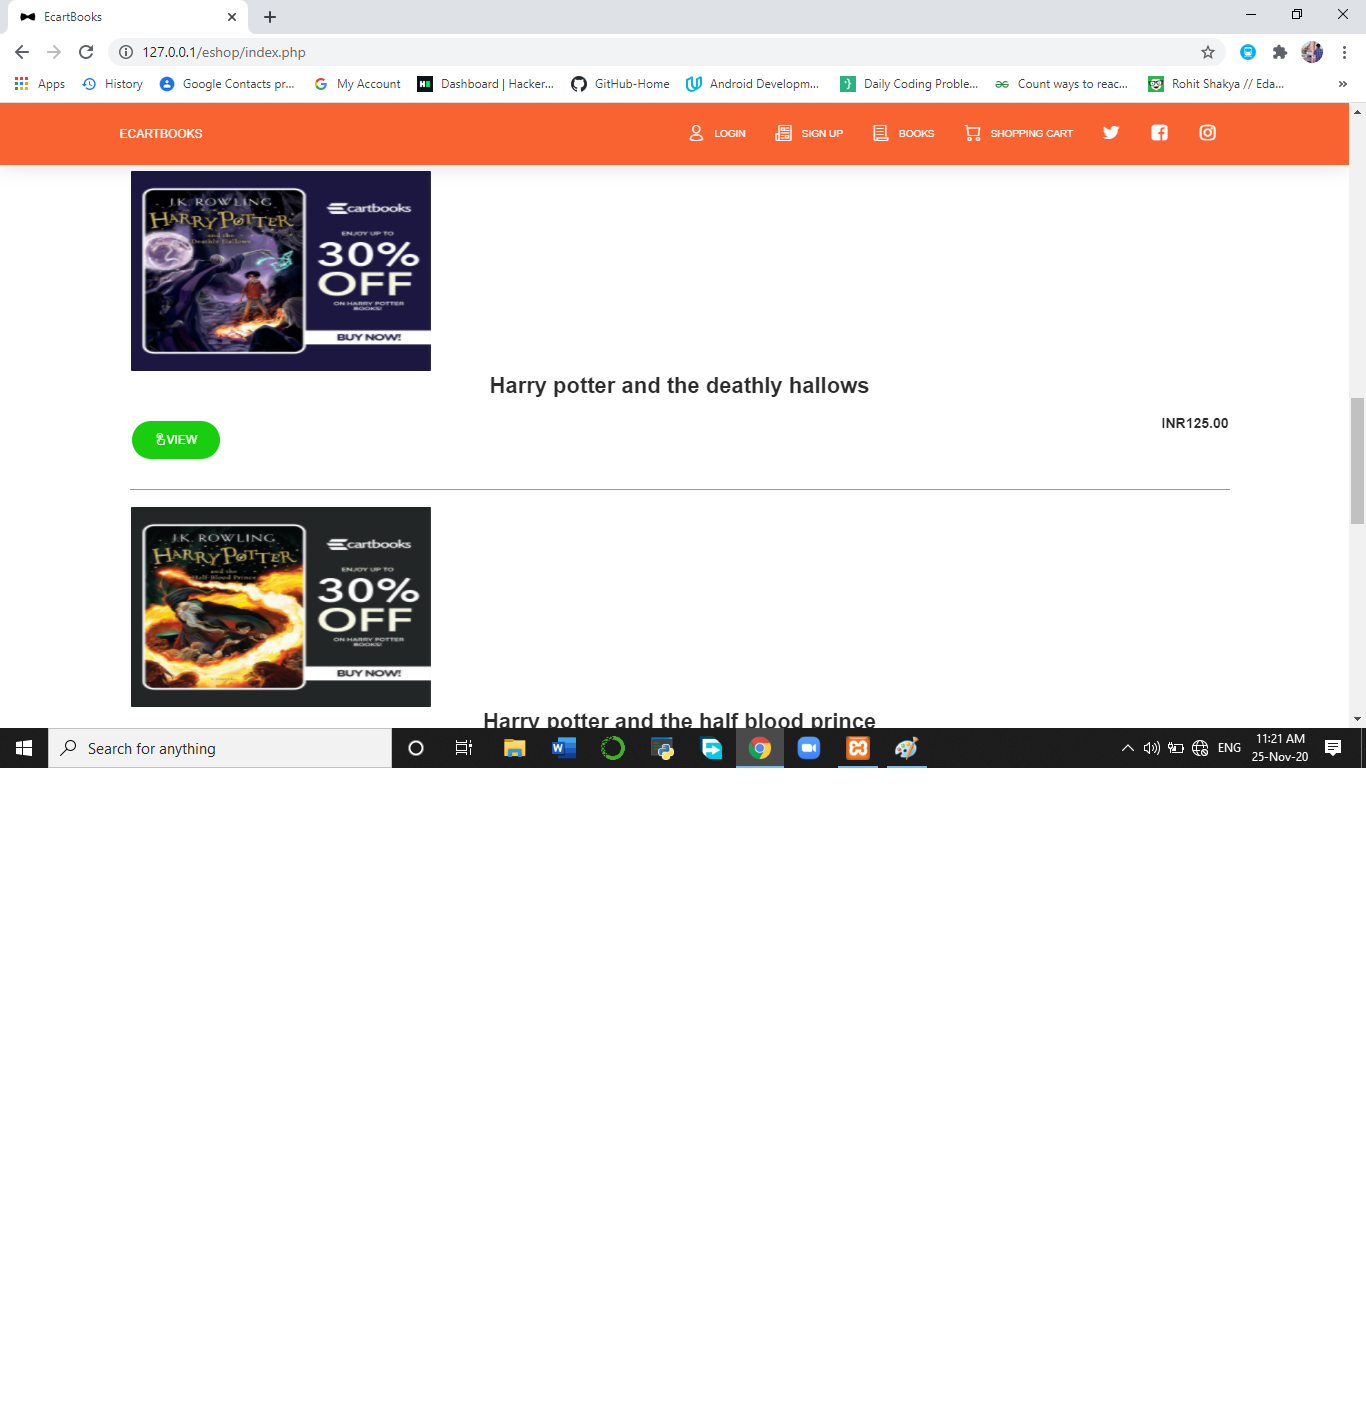 EcartBooks
127.0.0.1/eshop/index.php
Apps History Google Contacts pr... My Account Dashboard | Hacker... GitHub-Home Android Developm... Daily Coding Proble... Count ways to reac... Rohit Shakya // Eda... »
ECARTBOOKS LOGIN SIGN UP BOOKS SHOPPING CART
J.K. ROWLING
HARRY POTTER
and the
Deathly Hallows
cartbooks
ENJOY UP TO
30%
OFF
ON HARRY POTTER
BOOKS!
BUY NOW!
Harry potter and the deathly hallows
INR125.00
VIEW
J.K. ROWLING
HARRY POTTER
and the
Half-Blood Prince
cartbooks
ENJOY UP TO
30%
OFF
ON HARRY POTTER
BOOKS!
BUY NOW!
Harry potter and the half blood prince
Search for anything
ENG
11:21 AM
25-Nov-20